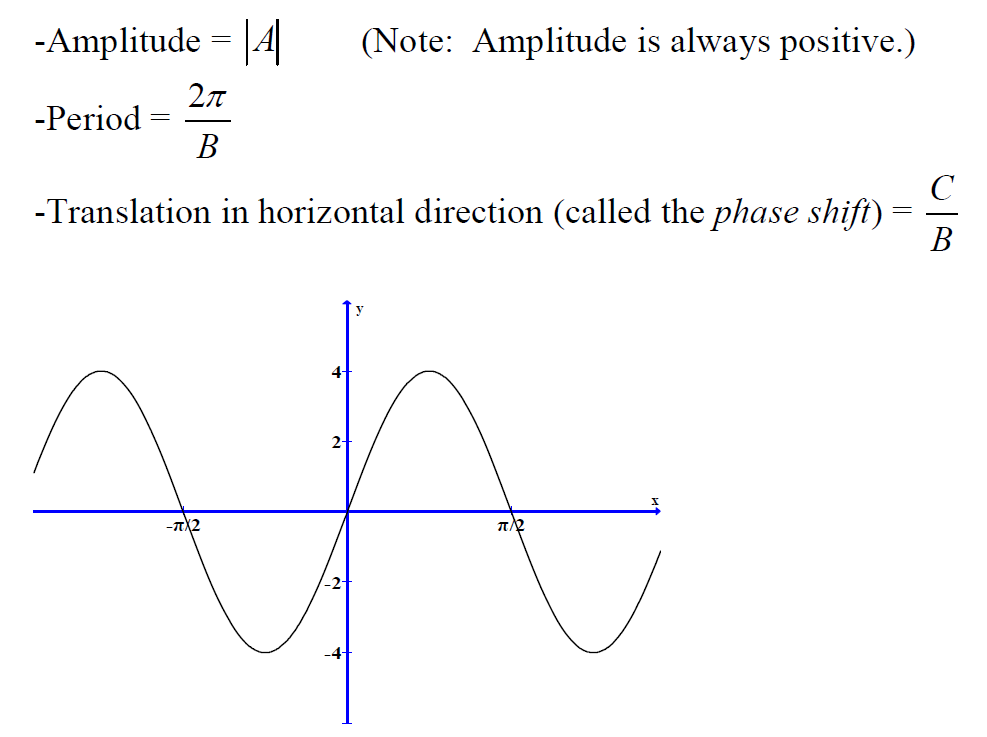 -Amplitude = |A| (Note: Amplitude is always positive.)
-Period = 2π/B
-Translation in horizontal direction (called the phase shift) = C/B
y
4
2
x
-π/2
π/2
-2
-4